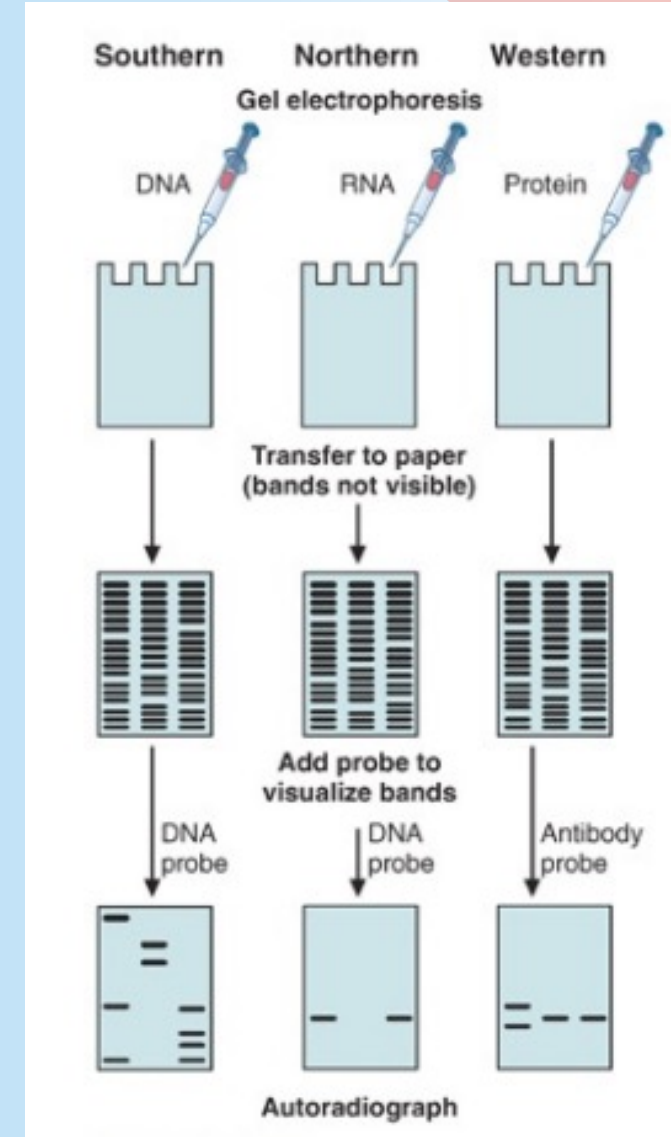 Southern Northern Western
Gel electrophoresis
DNA RNA Protein
Transfer to paper
(bands not visible)
Add probe to
visualize bands
DNA
probe
DNA
probe
Antibody
probe
Autoradiograph